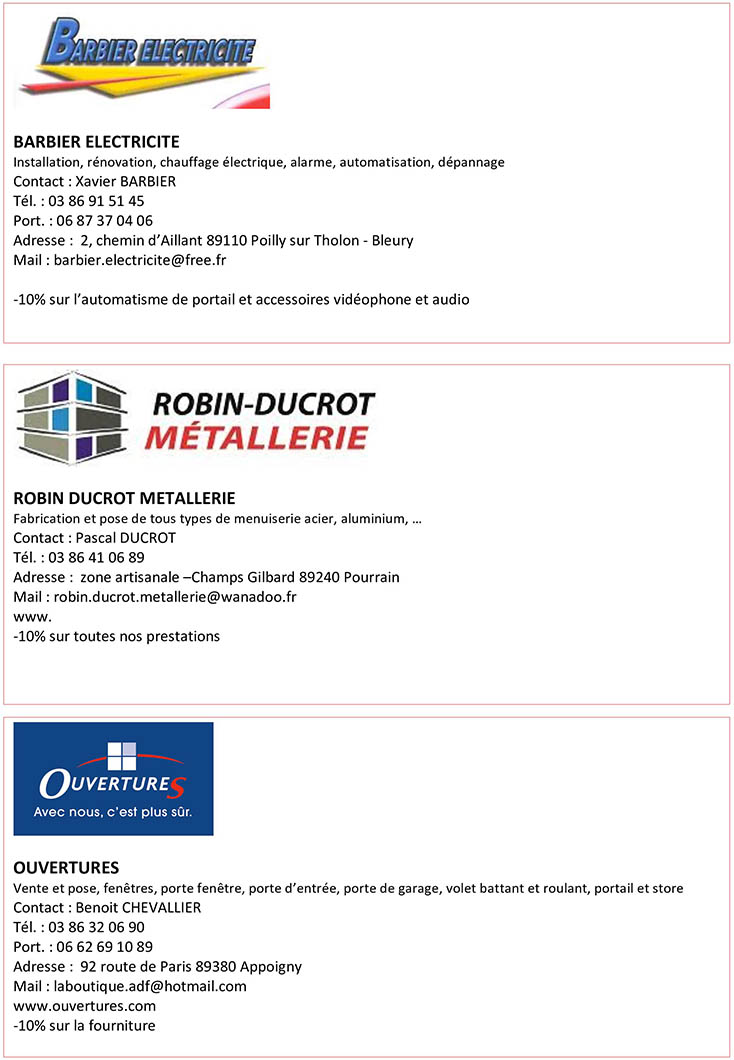 BARBIER ELECTRICITE
BARBIER ELECTRICITE
Installation, rénovation, chauffage électrique, alarme, automatisation, dépannage
Contact : Xavier BARBIER
Tél. : 03 86 91 51 45
Port. : 06 87 37 04 06
Adresse :  2, chemin d’Aillant 89110 Poilly sur Tholon - Bleury
Mail : barbier.electricite@free.fr
-10% sur l’automatisme de portail et accessoires vidéophone et audio
ROBIN-DUCROT
MÉTALLERIE
ROBIN DUCROT METALLERIE
Fabrication et pose de tous types de menuiserie acier, aluminium, …
Contact : Pascal DUCROT
Tél. : 03 86 41 06 89
Adresse :  zone artisanale –Champs Gilbard 89240 Pourrain
Mail : robin.ducrot.metallerie@wanadoo.fr
www.
-10% sur toutes nos prestations
OUVERTURES
Avec nous, c’est plus sûr.
OUVERTURES
Vente et pose, fenêtres, porte fenêtre, porte d’entrée, porte de garage, volet battant et roulant, portail et store
Contact : Benoit CHEVALLIER
Tél. : 03 86 32 06 90
Port. : 06 62 69 10 89
Adresse :  92 route de Paris 89380 Appoigny
Mail : laboutique.adf@hotmail.com
www.ouvertures.com
-10% sur la fourniture